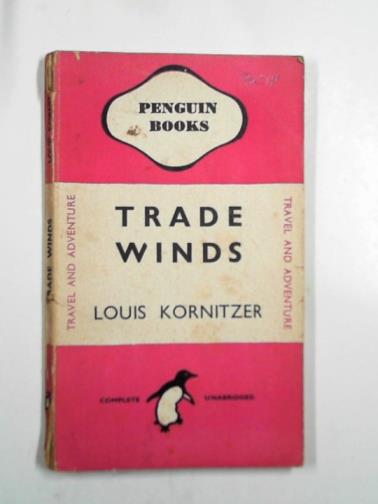 PENGUIN
BOOKS
TRADE
WINDS
LOUIS KORNITZER
TRAVEL AND ADVENTURE
TRAVEL AND ADVENTURE
COMPLETE UNABRIDGED
TRADE WINDS